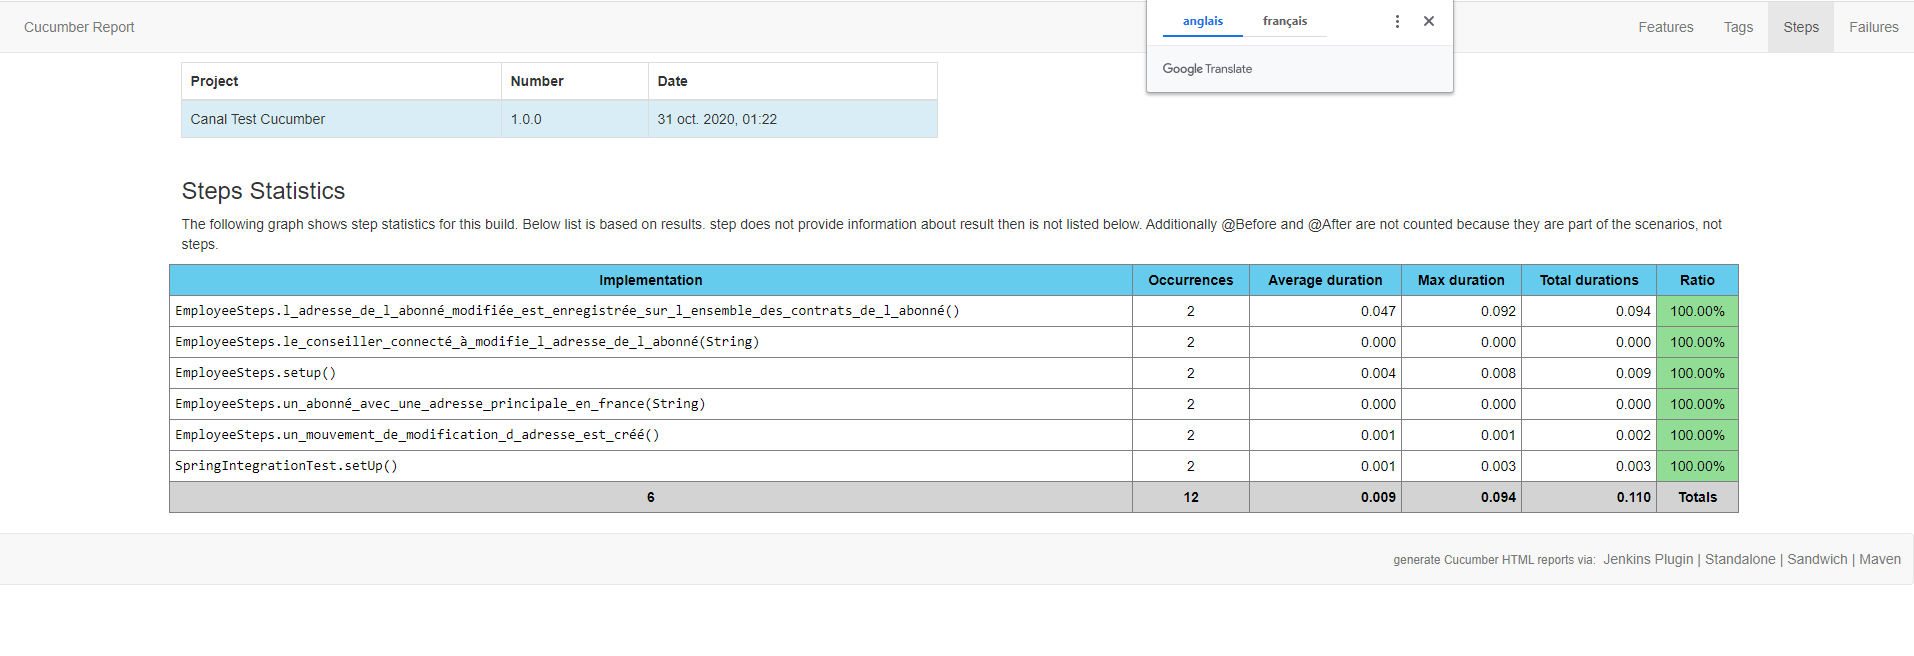 Cucumber Report
anglais français
Google Translate
Features Tags Steps Failures
Project Number Date
Canal Test Cucumber 1.0.0 31 oct. 2020, 01:22
Steps Statistics
The following graph shows step statistics for this build. Below list is based on results. step does not provide information about result then is not listed below. Additionally @Before and @After are not counted because they are part of the scenarios, not
steps.
Implementation Occurrences Average duration Max duration Total durations Ratio
EmployeeSteps.l_adresse_de_l_abonné_modifiée_est_enregistrée_sur_l_ensemble_des_contrats_de_l_abonné() 2 0.047 0.092 0.094 100.00%
EmployeeSteps.le_conseiller_connecté_à_modifie_l_adresse_de_l_abonné(String) 2 0.000 0.000 0.000 100.00%
EmployeeSteps.setup() 2 0.004 0.008 0.009 100.00%
EmployeeSteps.un_abonné_avec_une_adresse_principale_en_france(String) 2 0.000 0.000 0.000 100.00%
EmployeeSteps.un_mouvement_de_modification_d_adresse_est_créé() 2 0.001 0.001 0.002 100.00%
SpringIntegrationTest.setUp() 2 0.001 0.003 0.003 100.00%
6 12 0.009 0.094 0.110 Totals
generate Cucumber HTML reports via: Jenkins Plugin | Standalone | Sandwich | Maven